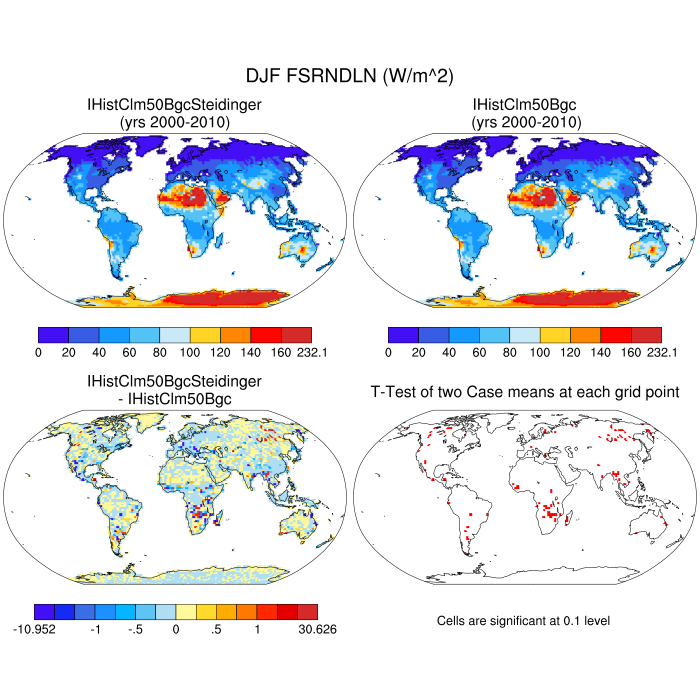 DJF FSRNDLN (W/m^2)
IHistClm50BgcSteidinger
(yrs 2000-2010)
IHistClm50Bgc
(yrs 2000-2010)
0 20 40 60 80 100 120 140 160 232.1
0 20 40 60 80 100 120 140 160 232.1
IHistClm50BgcSteidinger
- IHistClm50Bgc
T-Test of two Case means at each grid point
-10.952 -1 -.5 0 .5 1 30.626
Cells are significant at 0.1 level